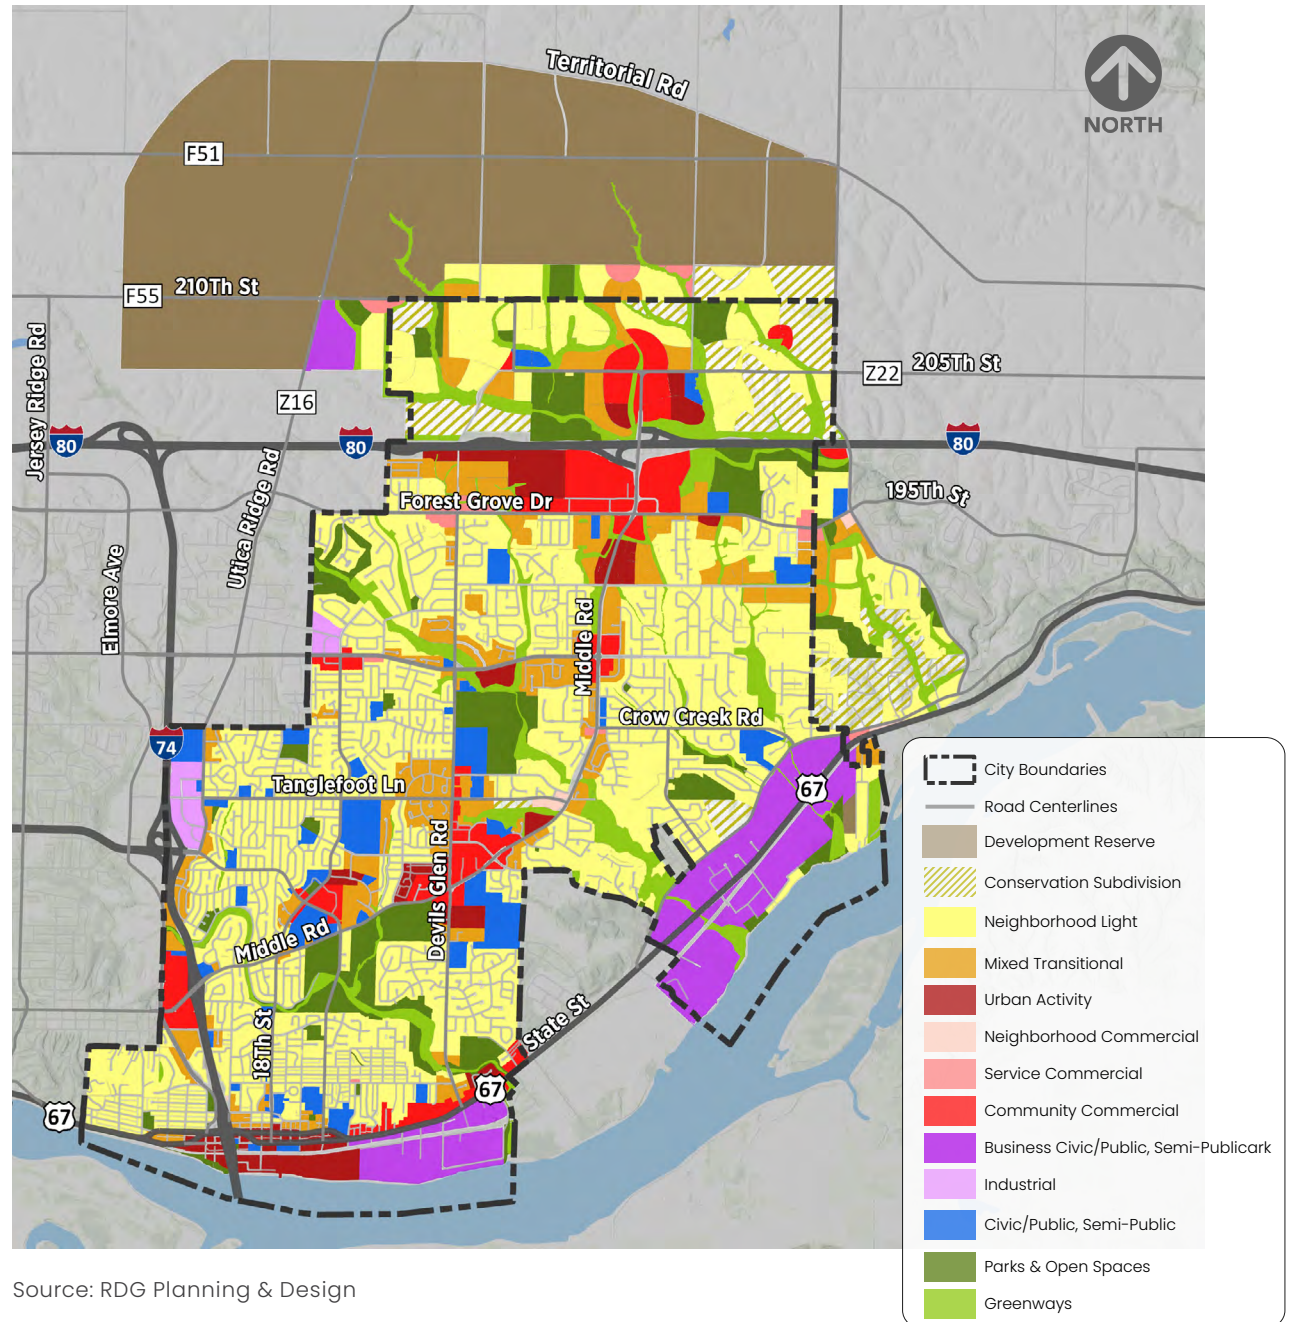 Territorial Rd
NORTH
F51
F55
210Th St
Jersey Ridge Rd
Z16
Z22
205Th St
80
80
80
Utica Ridge Rd
Forest Grove Dr
195Th St
Elmore Ave
Middle Rd
Crow Creek Rd
74
Tanglefoot Ln
67
Devils Glen Rd
Middle Rd
18Th St
State St
67
67
City Boundaries
Road Centerlines
Development Reserve
Conservation Subdivision
Neighborhood Light
Mixed Transitional
Urban Activity
Neighborhood Commercial
Service Commercial
Community Commercial
Business Civic/Public, Semi-Publicark
Industrial
Civic/Public, Semi-Public
Parks & Open Spaces
Greenways
Source: RDG Planning & Design